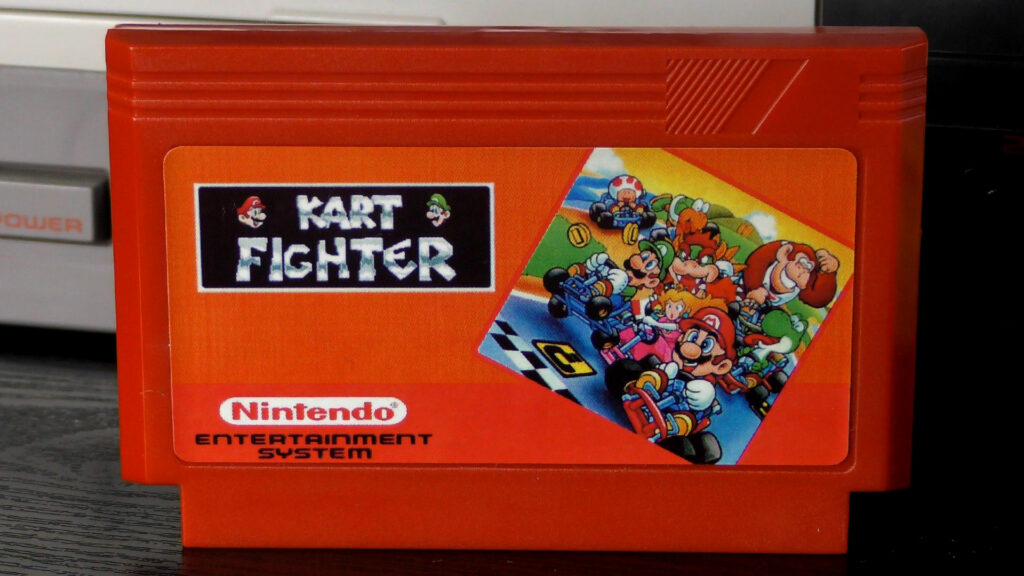 KART
FIGHTER
Nintendo®
ENTERTAINMENT
SYSTEM
POWER